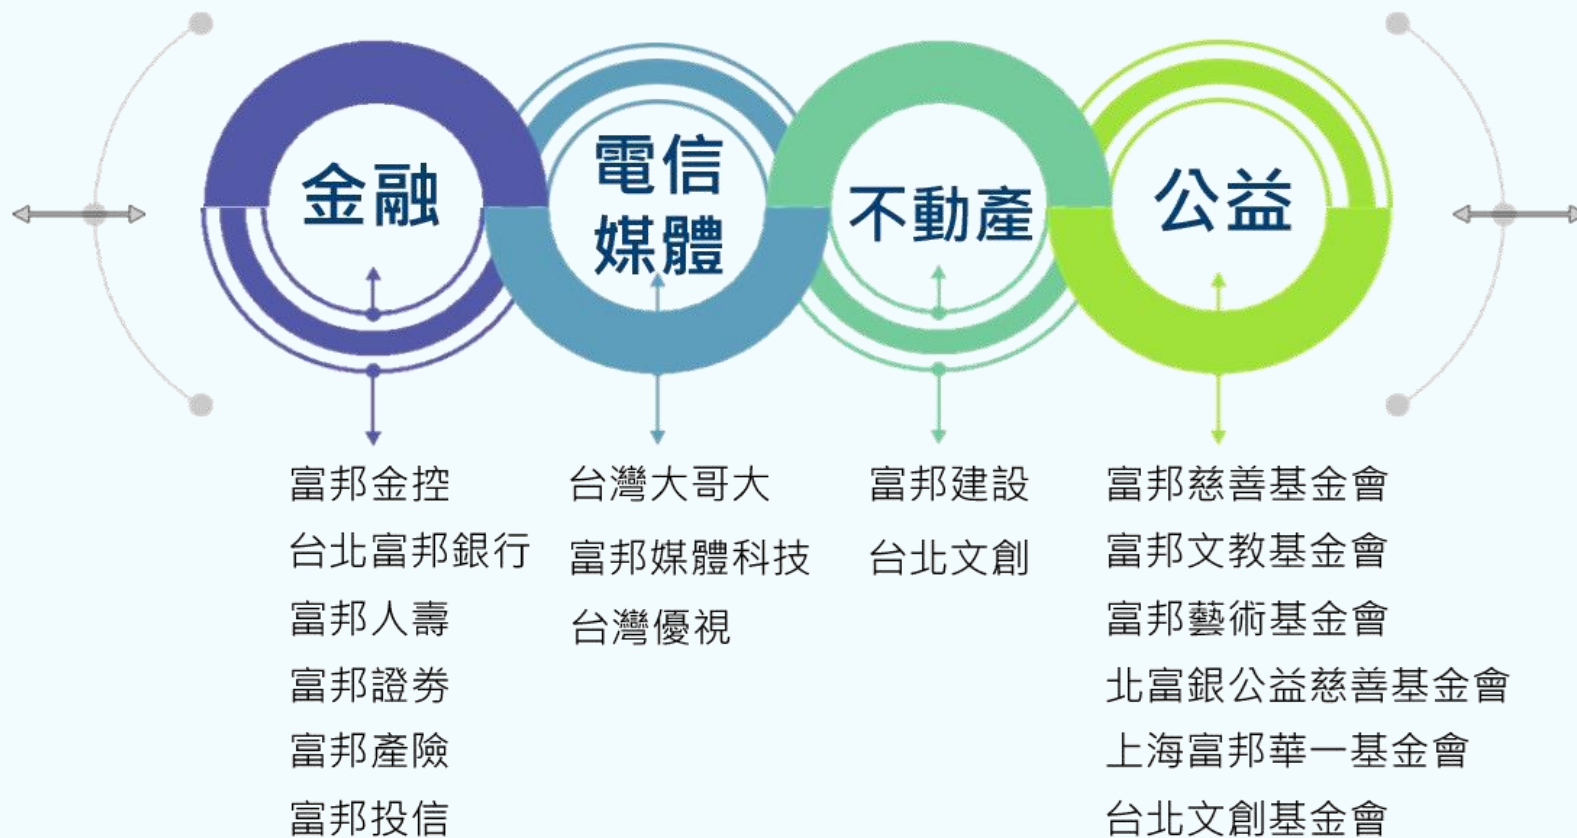 金融
電信
媒體
不動產
公益
富邦金控
台北富邦銀行
富邦人壽
富邦證券
富邦產險
富邦投信
台灣大哥大
富邦媒體科技
台灣優視
富邦建設
台北文創
富邦慈善基金會
富邦文教基金會
富邦藝術基金會
北富銀公益慈善基金會
上海富邦華一基金會
台北文創基金會